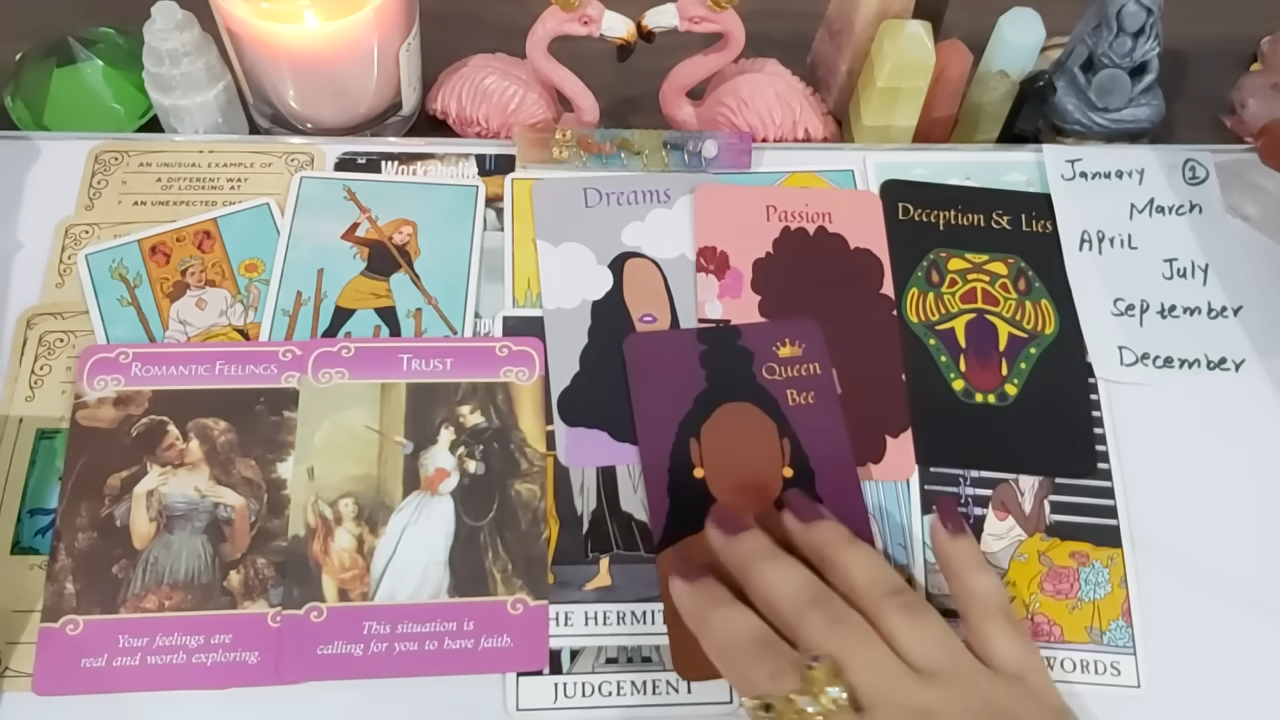 AN UNUSUAL EXAMPLE OF
A DIFFERENT WAY
OF LOOKING AT
AN UNEXPECTED
Dreams
Passion
Deception & Lies
Queen
Bee
January 1
March
April
July
September
December
ROMANTIC FEELINGS
TRUST
Your feelings are
real and worth exploring.
This situation is
calling for you to have faith.
HE HERMIT
JUDGEMENT
WORDS